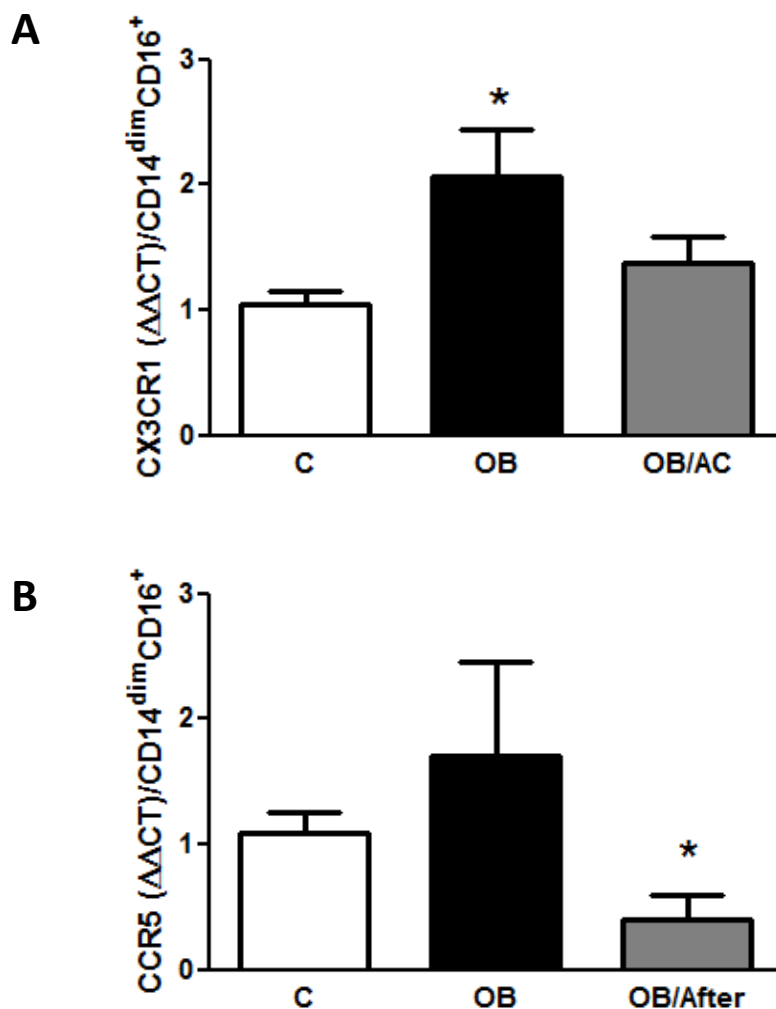 A
CX3CR1 (ΔΔCT)/CD14dimCD16+
3
2
1
0
*
C OB OB/AC
B
CCR5 (ΔΔCT)/CD14dimCD16+
3
2
1
0
*
C OB OB/After